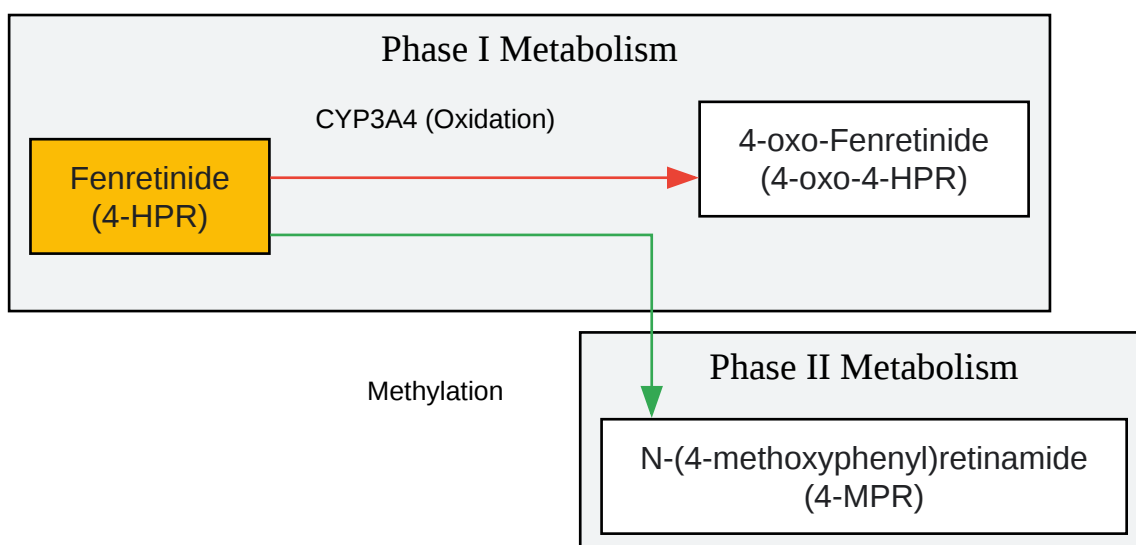 Phase I Metabolism
CYP3A4 (Oxidation)
Fenretinide
(4-HPR)
4-oxo-Fenretinide
(4-oxo-4-HPR)
Methylation
Phase II Metabolism
N-(4-methoxyphenyl)retinamide
(4-MPR)